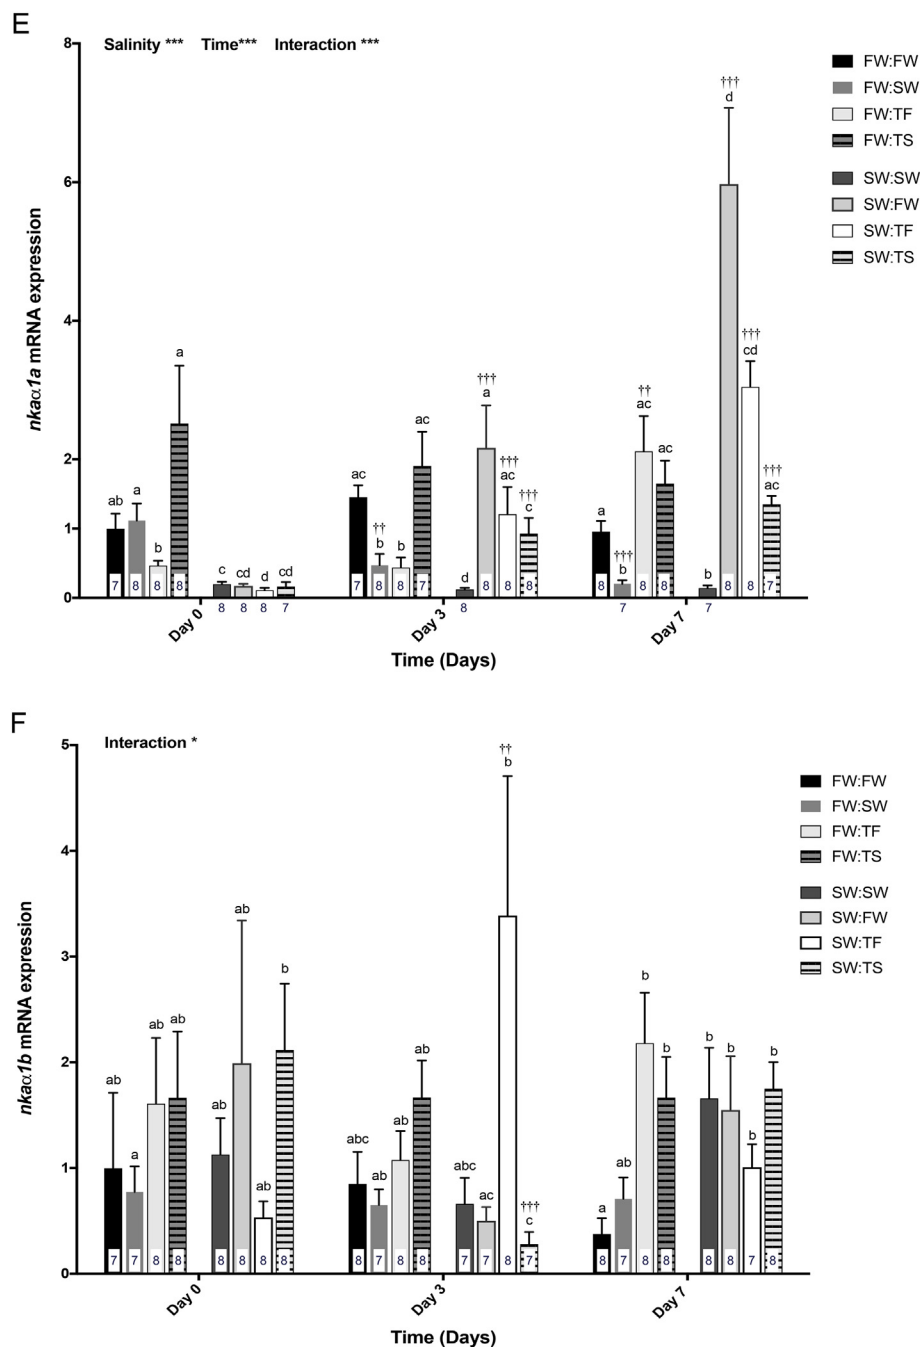 E
Salinity *** Time*** Interaction ***
FW:FW
FW:SW
FW:TF
FW:TS
SW:SW
SW:FW
SW:TF
SW:TS
nkaα1a mRNA expression
8
6
4
2
1
0
ab a b a c cd d cd
ac †† b b ac d ††† a ††† ac ††† c
a ††† b †† ac ac b ††† d ††† cd ††† ac
7 8 8 8 8 8 8 7
7 8 8 7 8 8 8 8
8 7 8 8 7 8 8 7
Day 0 Day 3 Day 7
Time (Days)
F
Interaction *
FW:FW
FW:SW
FW:TF
FW:TS
SW:SW
SW:FW
SW:TF
SW:TS
nkaα1b mRNA expression
5
4
3
2
1
0
ab a ab ab ab ab ab b
abc ab ab ab abc ac †† b ††† c
a ab b b b b b b
7 7 8 8 8 8 8 8
8 8 8 8 7 7 8 7
8 7 8 8 8 8 7 8
Day 0 Day 3 Day 7
Time (Days)